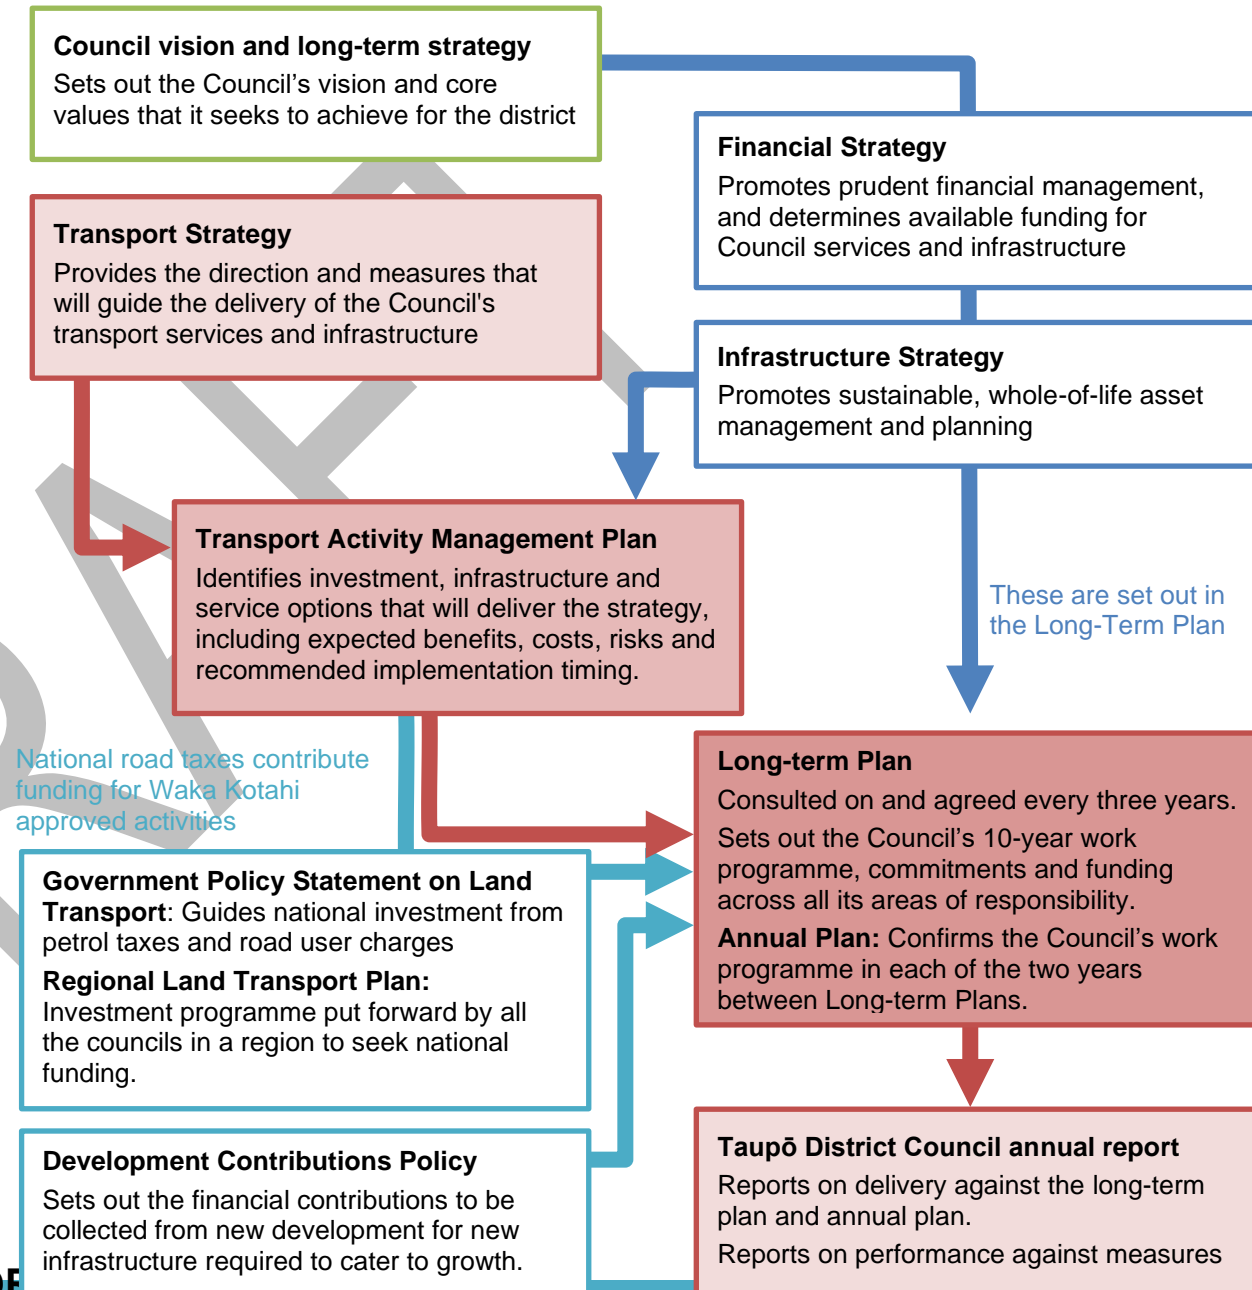 Council vision and long-term strategy
Sets out the Council's vision and core
values that it seeks to achieve for the district
Financial Strategy
Promotes prudent financial management,
and determines available funding for
Council services and infrastructure
Transport Strategy
Provides the direction and measures that
will guide the delivery of the Council's
transport services and infrastructure
Infrastructure Strategy
Promotes sustainable, whole-of-life asset
management and planning
Transport Activity Management Plan
Identifies investment, infrastructure and
service options that will deliver the strategy,
including expected benefits, costs, risks and
recommended implementation timing.
These are set out in
the Long-Term Plan
National road taxes contribute
funding for Waka Kotahi
approved activities
Long-term Plan
Consulted on and agreed every three years.
Sets out the Council's 10-year work
programme, commitments and funding
across all its areas of responsibility.
Annual Plan: Confirms the Council's work
programme in each of the two years
between Long-term Plans.
Government Policy Statement on Land
Transport: Guides national investment from
petrol taxes and road user charges
Regional Land Transport Plan:
Investment programme put forward by all
the councils in a region to seek national
funding.
Development Contributions Policy
Sets out the financial contributions to be
collected from new development for new
infrastructure required to cater to growth.
Taupō District Council annual report
Reports on delivery against the long-term
plan and annual plan.
Reports on performance against measures